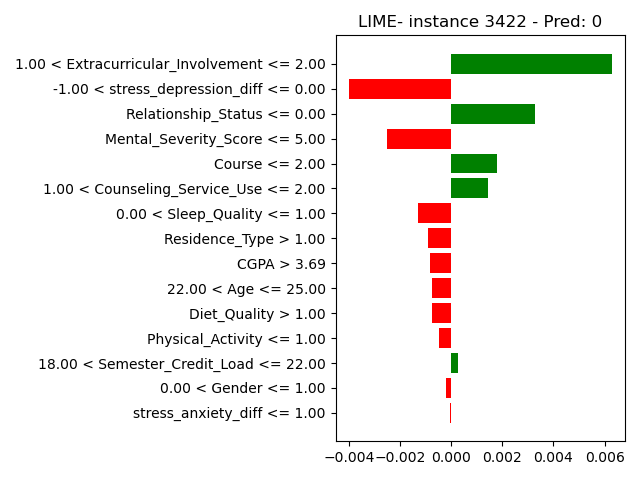 LIME- instance 3422 - Pred: 0
1.00 < Extracurricular_Involvement <= 2.00
-1.00 < stress_depression_diff <= 0.00
Relationship_Status <= 0.00
Mental_Severity_Score <= 5.00
Course <= 2.00
1.00 < Counseling_Service_Use <= 2.00
0.00 < Sleep_Quality <= 1.00
Residence_Type > 1.00
CGPA > 3.69
22.00 < Age <= 25.00
Diet_Quality > 1.00
Physical_Activity <= 1.00
18.00 < Semester_Credit_Load <= 22.00
0.00 < Gender <= 1.00
stress_anxiety_diff <= 1.00
−0.004 −0.002 0.000 0.002 0.004 0.006